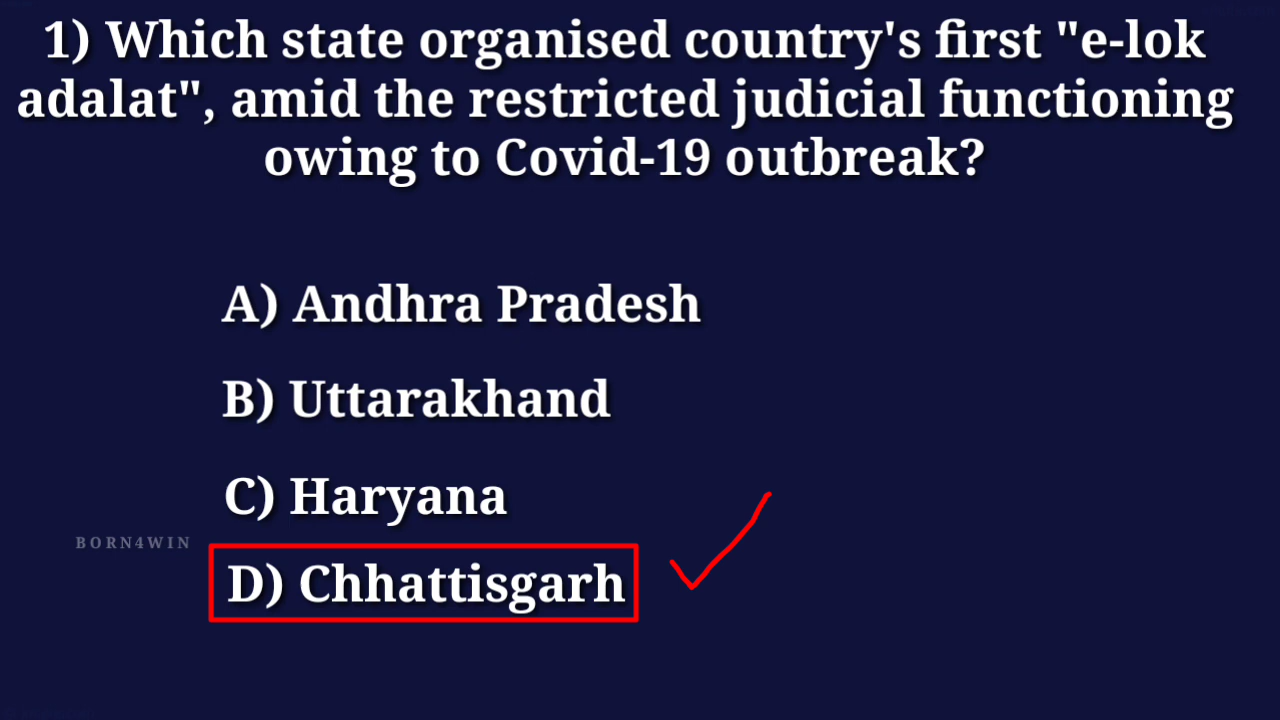 1) Which state organised country's first "e-lok
adalat", amid the restricted judicial functioning
owing to Covid-19 outbreak?
A) Andhra Pradesh
B) Uttarakhand
C) Haryana
BORN4WIN
D) Chhattisgarh